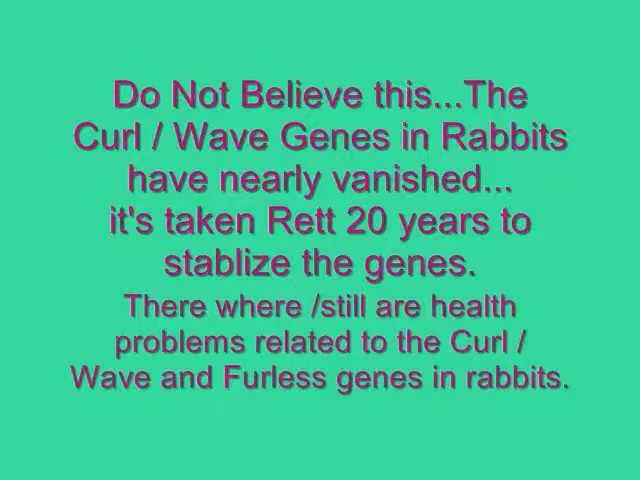 Do Not Believe this...The
Curl / Wave Genes in Rabbits
have nearly vanished...
it's taken Rett 20 years to
stablize the genes.
There where /still are health
problems related to the Curl /
Wave and Furless genes in rabbits.